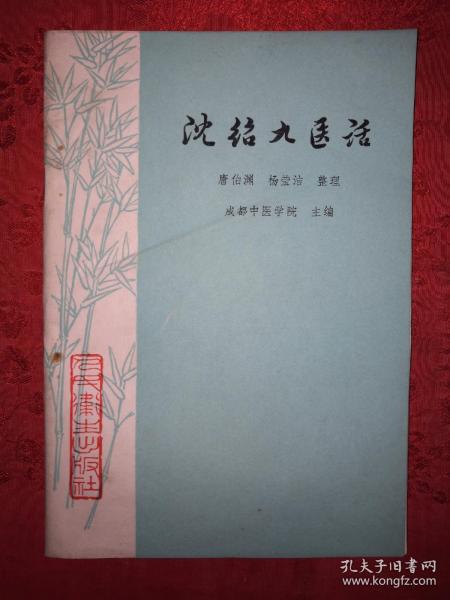 沈绍九医话
唐伯渊 杨莹洁 整理
成都中医学院 主编
人民卫生出版社
孔夫子旧书网
www.kongfz.com